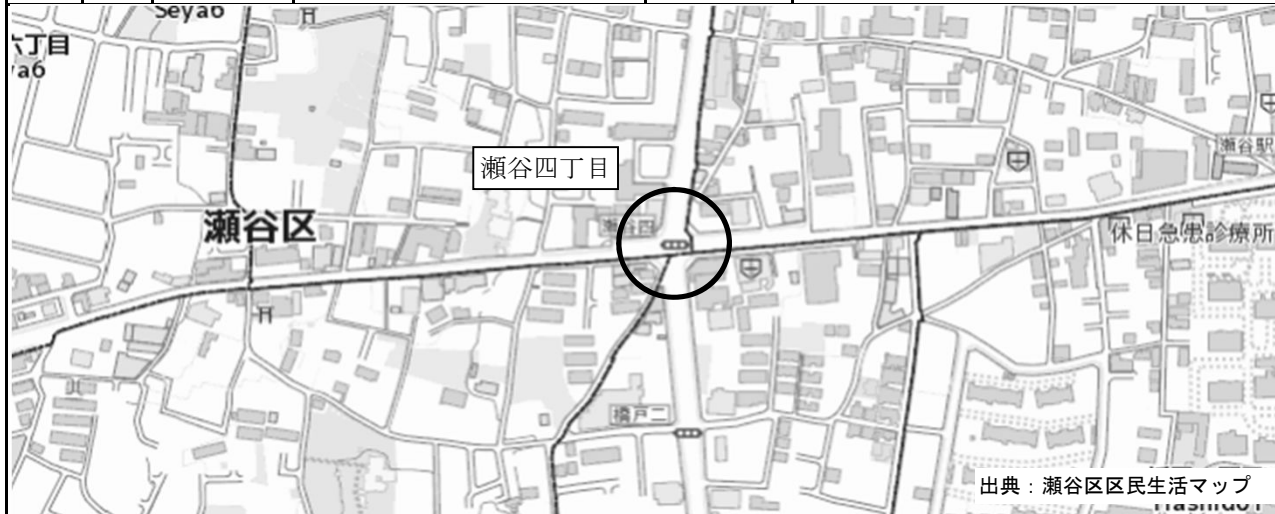 Seya6
六丁目
ya6
瀬谷四丁目
瀬谷駅
瀬谷四
瀬谷区
休日急患診療所
橋戸二
出典：瀬谷区区民生活マップ